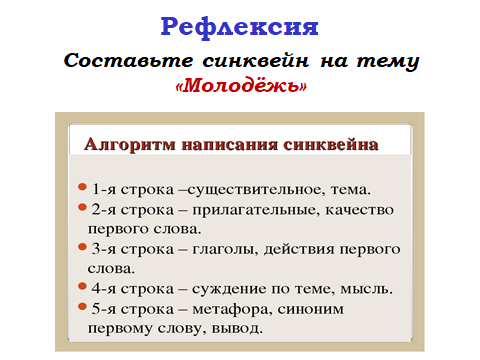 Рефлексия
Составьте синквейн на тему
«Молодёжь»
Алгоритм написания синквейна
1-я строка –существительное, тема.
2-я строка – прилагательные, качество
первого слова.
3-я строка – глаголы, действия первого
слова.
4-я строка – суждение по теме, мысль.
5-я строка – метафора, синоним
первому слову, вывод.